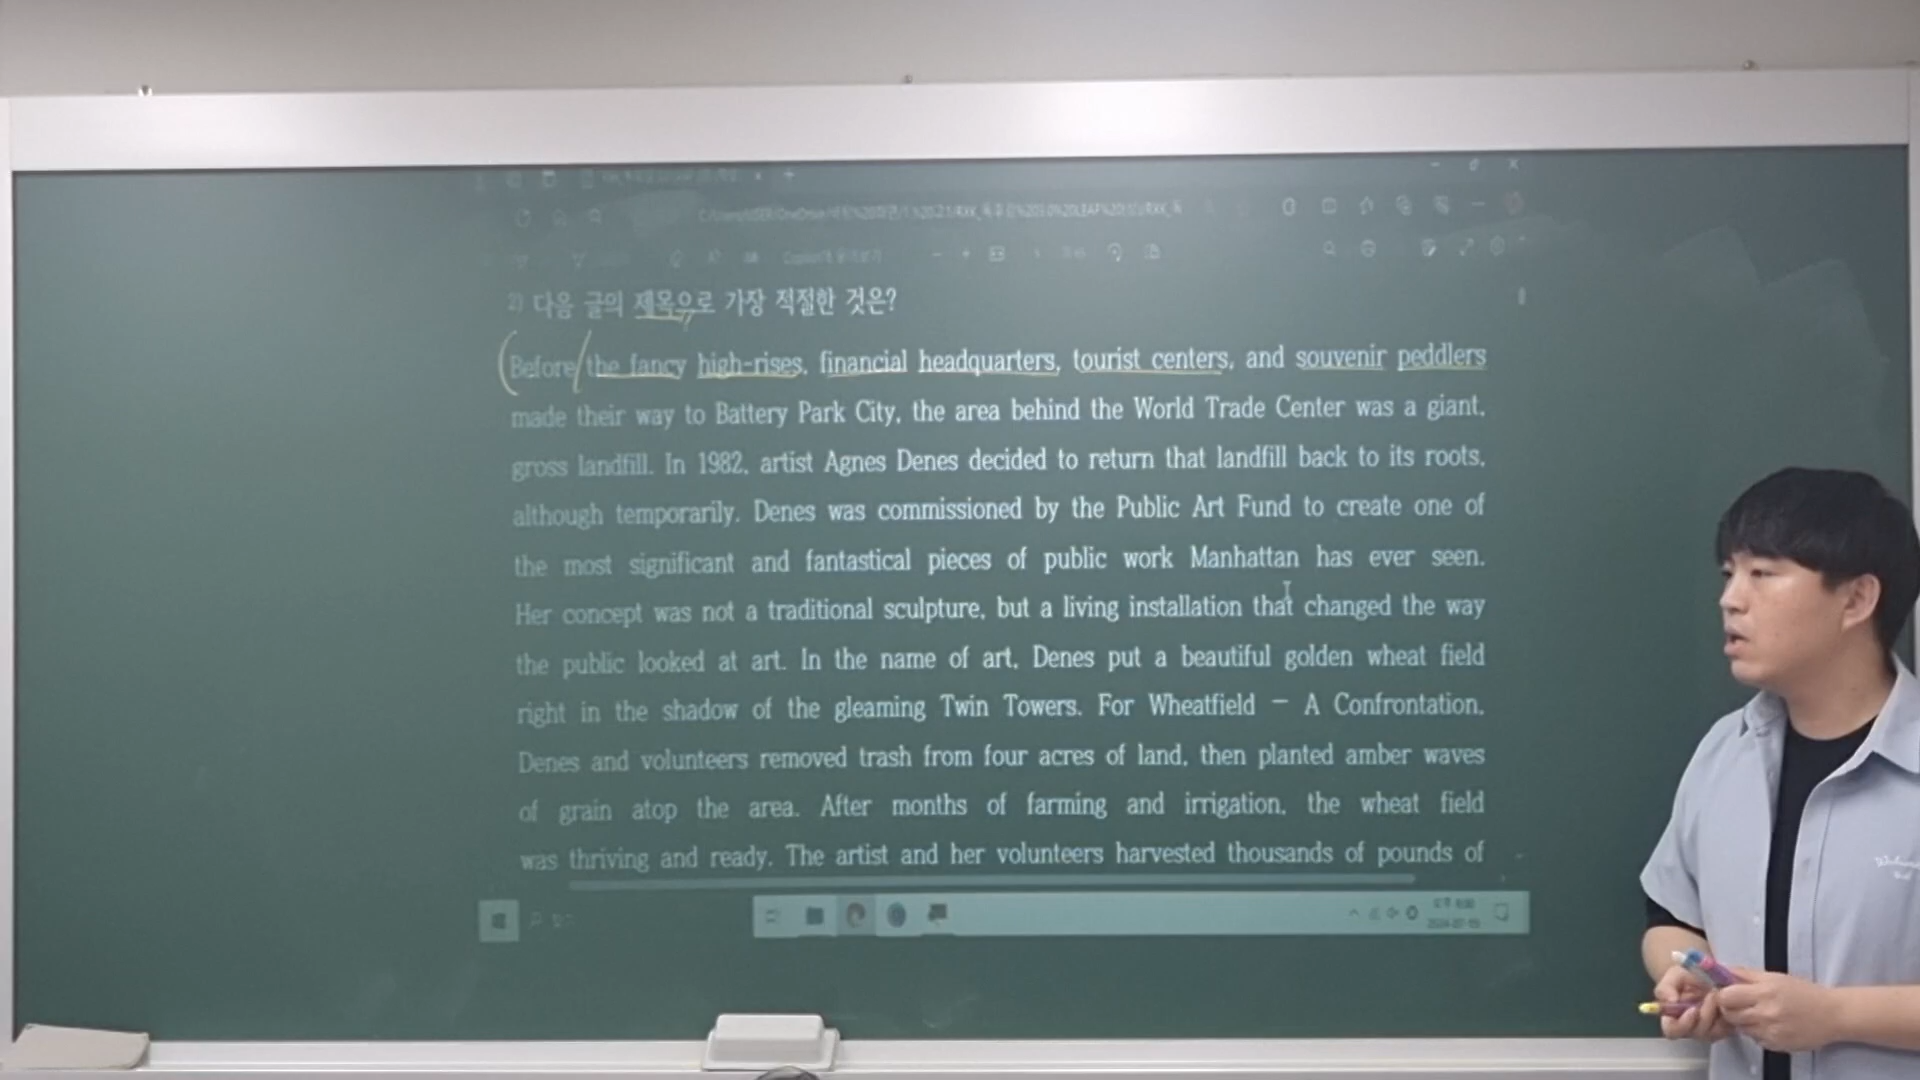 2) 다음 글의 제목으로 가장 적절한 것은?
Before the fancy high-rises, financial headquarters, tourist centers, and souvenir peddlers
made their way to Battery Park City, the area behind the World Trade Center was a giant,
gross landfill. In 1982, artist Agnes Denes decided to return that landfill back to its roots,
although temporarily. Denes was commissioned by the Public Art Fund to create one of
the most significant and fantastical pieces of public work Manhattan has ever seen.
Her concept was not a traditional sculpture, but a living installation that changed the way
the public looked at art. In the name of art, Denes put a beautiful golden wheat field
right in the shadow of the gleaming Twin Towers. For Wheatfield - A Confrontation,
Denes and volunteers removed trash from four acres of land, then planted amber waves
of grain atop the area. After months of farming and irrigation, the wheat field
was thriving and ready. The artist and her volunteers harvested thousands of pounds of